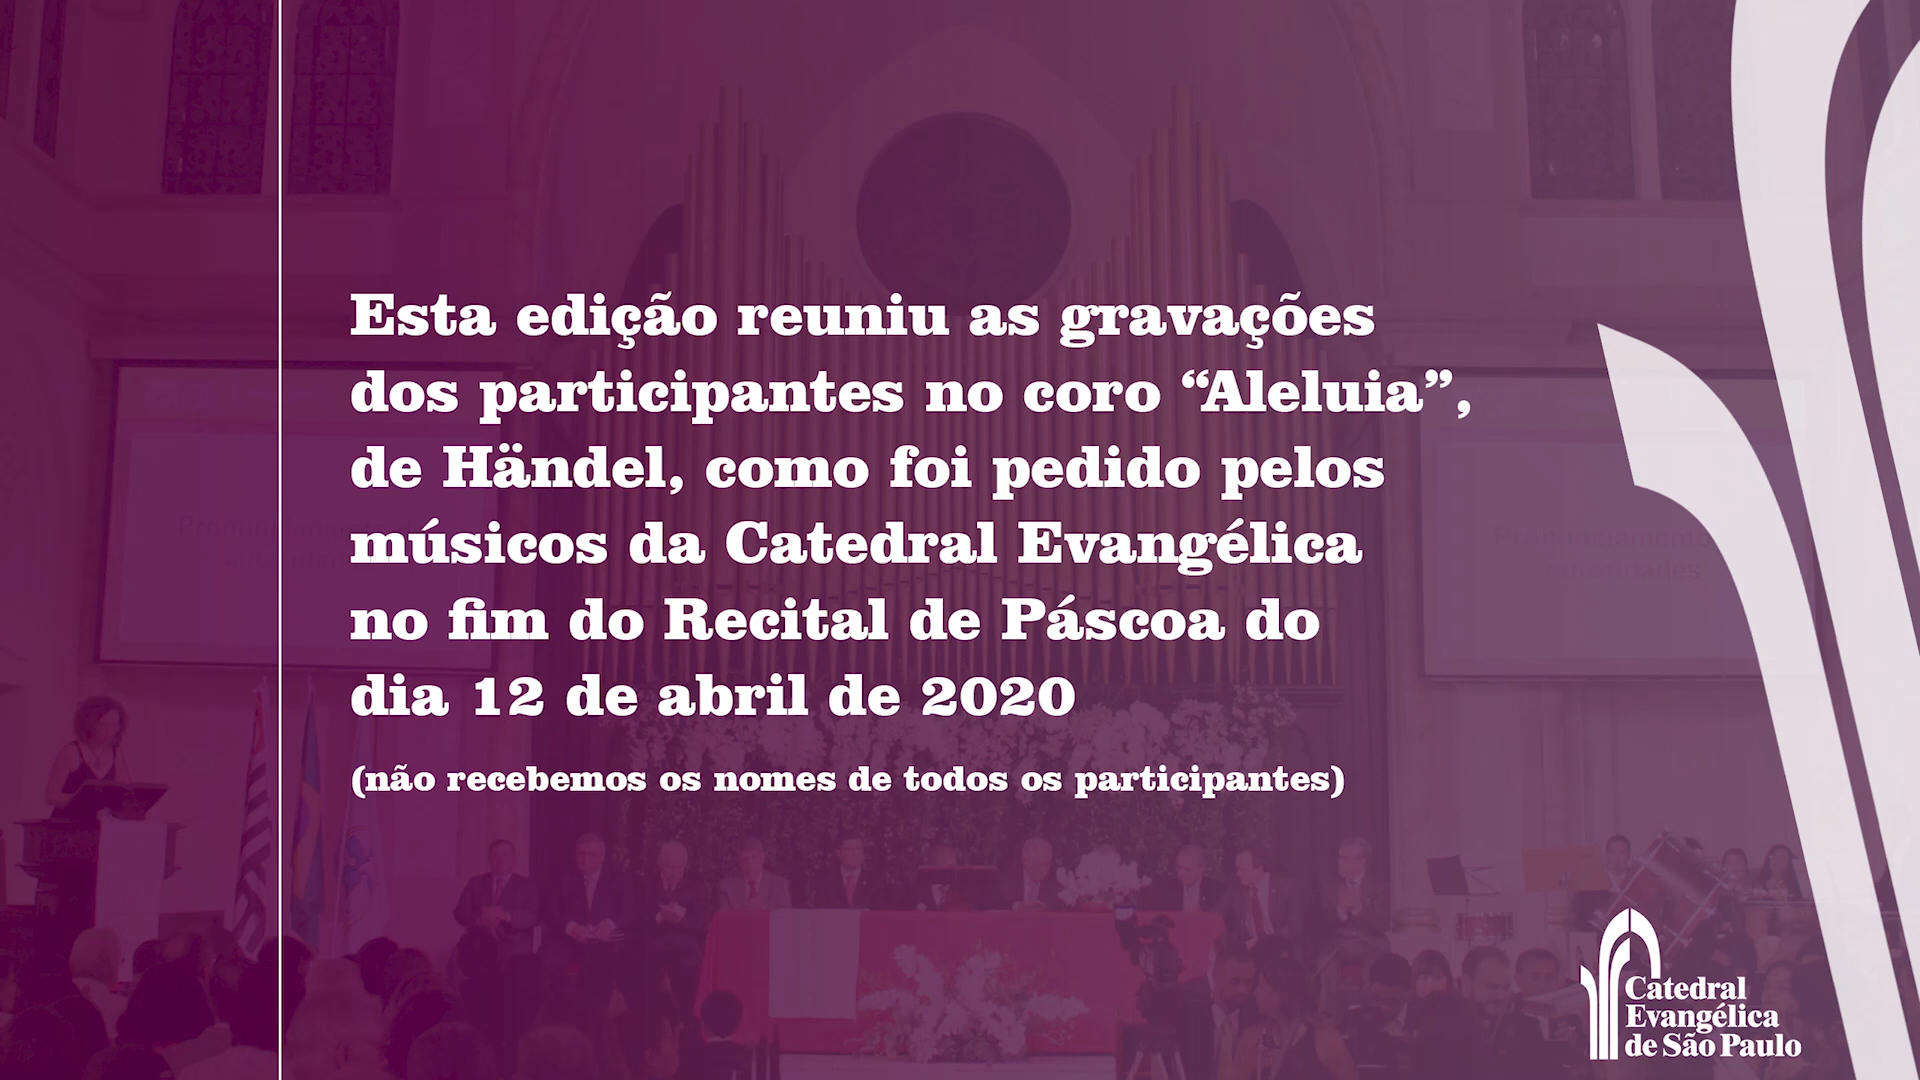 Esta edição reuniu as gravações
dos participantes no coro “Aleluia”,
de Händel, como foi pedido pelos
músicos da Catedral Evangélica
no fim do Recital de Páscoa do
dia 12 de abril de 2020
(não recebemos os nomes de todos os participantes)
Catedral
Evangélica
de São Paulo